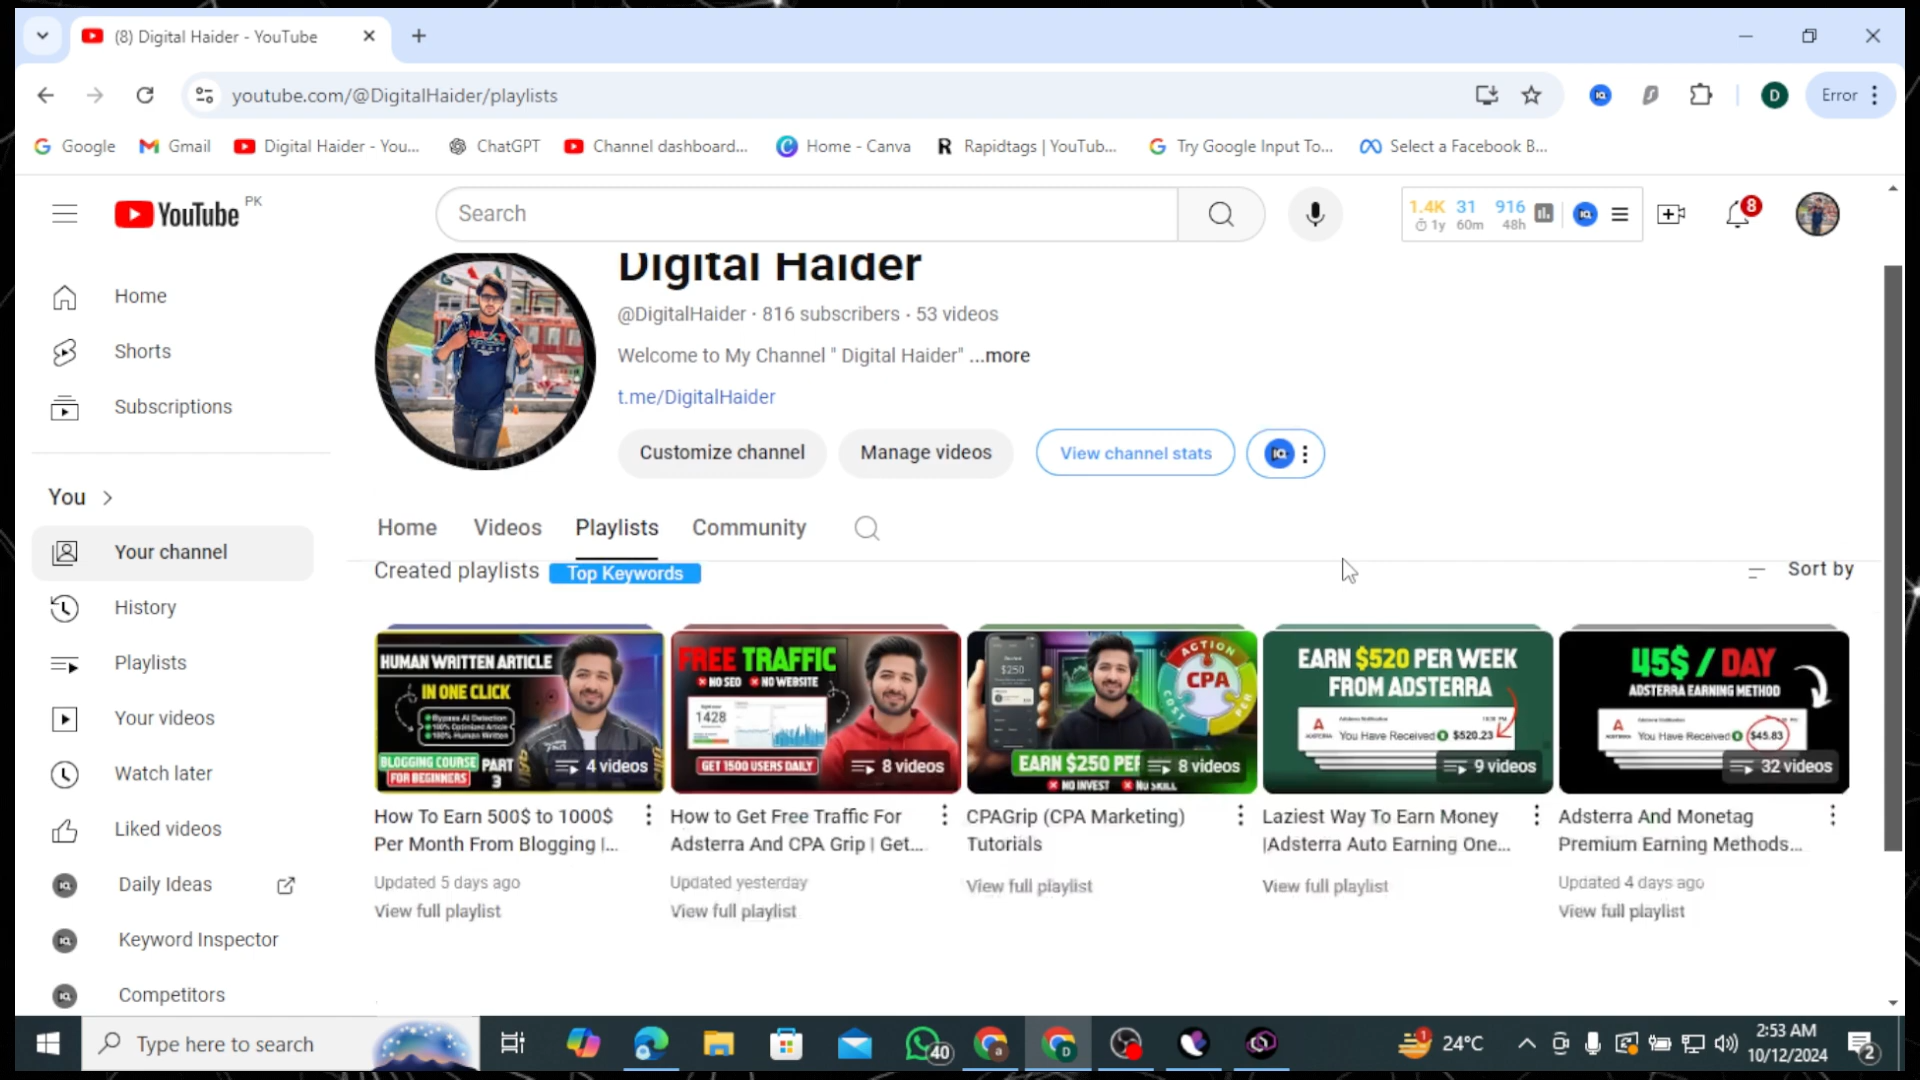 (8) Digital Haider - YouTube
youtube.com/@DigitalHaider/playlists
D
Error
Google
Gmail
Digital Haider - You...
ChatGPT
Channel dashboard...
Home - Canva
Rapidtags | YouTub...
Try Google Input To...
Select a Facebook B...
YouTube PK
Search
1.4K 31 916
1y 60m 48h
8
Digital Haider
@DigitalHaider · 816 subscribers · 53 videos
Welcome to My Channel " Digital Haider" ...more
t.me/DigitalHaider
Customize channel
Manage videos
View channel stats
Home
Videos
Playlists
Community
Created playlists
Top Keywords
Sort by
Home
Shorts
Subscriptions
You
Your channel
History
Playlists
Your videos
Watch later
Liked videos
Daily Ideas
Keyword Inspector
Competitors
HUMAN WRITTEN ARTICLE
IN ONE CLICK
Bypass AI Detection
100% Human Written
BLOGGING COURSE PART
FOR BEGINNERS 3
4 videos
How To Earn 500$ to 1000$
Per Month From Blogging |...
Updated 5 days ago
View full playlist
FREE TRAFFIC
NO SEO NO WEBSITE
1428
GET 1500 USERS DAILY
8 videos
How to Get Free Traffic For
Adsterra And CPA Grip | Get...
Updated yesterday
View full playlist
$250
ACTION
CPA
COST
PER
EARN $250 PER
NO INVEST NO SKILL
8 videos
CPAGrip (CPA Marketing)
Tutorials
View full playlist
EARN $520 PER WEEK
FROM ADSTERRA
You Have Received $520.23
9 videos
Laziest Way To Earn Money
|Adsterra Auto Earning One...
View full playlist
45$ / DAY
ADSTERRA EARNING METHOD
You Have Received $45.83
32 videos
Adsterra And Monetag
Premium Earning Methods...
Updated 4 days ago
View full playlist
Type here to search
40
24°C
2:53 AM
10/12/2024
2